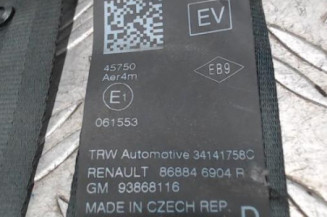 EV
45750
Aer4m
E89
E1
061553
TRW Automotive 34141758C
RENAULT 86884 6904 R
GM 93868116
MADE IN CZECH REP.
D